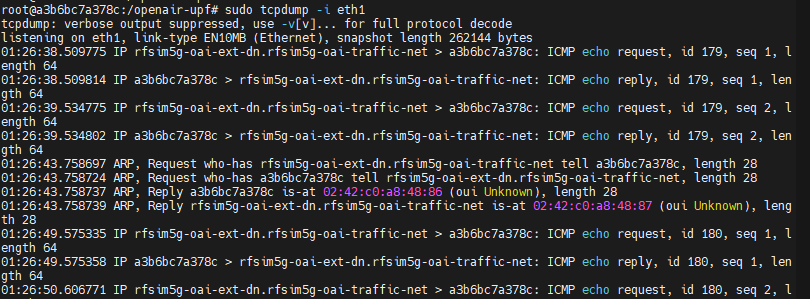 root@a3b6bc7a378c:/openair-upf# sudo tcpdump -i eth1
tcpdump: verbose output suppressed, use -v[v]... for full protocol decode
listening on eth1, link-type EN10MB (Ethernet), snapshot length 262144 bytes
01:26:38.509775 IP rfsim5g-oai-ext-dn.rfsim5g-oai-traffic-net > a3b6bc7a378c: ICMP echo request, id 179, seq 1, l
ength 64
01:26:38.509814 IP a3b6bc7a378c > rfsim5g-oai-ext-dn.rfsim5g-oai-traffic-net: ICMP echo reply, id 179, seq 1, len
gth 64
01:26:39.534775 IP rfsim5g-oai-ext-dn.rfsim5g-oai-traffic-net > a3b6bc7a378c: ICMP echo request, id 179, seq 2, l
ength 64
01:26:39.534802 IP a3b6bc7a378c > rfsim5g-oai-ext-dn.rfsim5g-oai-traffic-net: ICMP echo reply, id 179, seq 2, len
gth 64
01:26:43.758697 ARP, Request who-has rfsim5g-oai-ext-dn.rfsim5g-oai-traffic-net tell a3b6bc7a378c, length 28
01:26:43.758724 ARP, Request who-has a3b6bc7a378c tell rfsim5g-oai-ext-dn.rfsim5g-oai-traffic-net, length 28
01:26:43.758737 ARP, Reply a3b6bc7a378c is-at 02:42:c0:a8:48:86 (oui Unknown), length 28
01:26:43.758739 ARP, Reply rfsim5g-oai-ext-dn.rfsim5g-oai-traffic-net is-at 02:42:c0:a8:48:87 (oui Unknown), leng
th 28
01:26:49.575335 IP rfsim5g-oai-ext-dn.rfsim5g-oai-traffic-net > a3b6bc7a378c: ICMP echo request, id 180, seq 1, l
ength 64
01:26:49.575358 IP a3b6bc7a378c > rfsim5g-oai-ext-dn.rfsim5g-oai-traffic-net: ICMP echo reply, id 180, seq 1, len
gth 64
01:26:50.606771 IP rfsim5g-oai-ext-dn.rfsim5g-oai-traffic-net > a3b6bc7a378c: ICMP echo request, id 180, seq 2, l